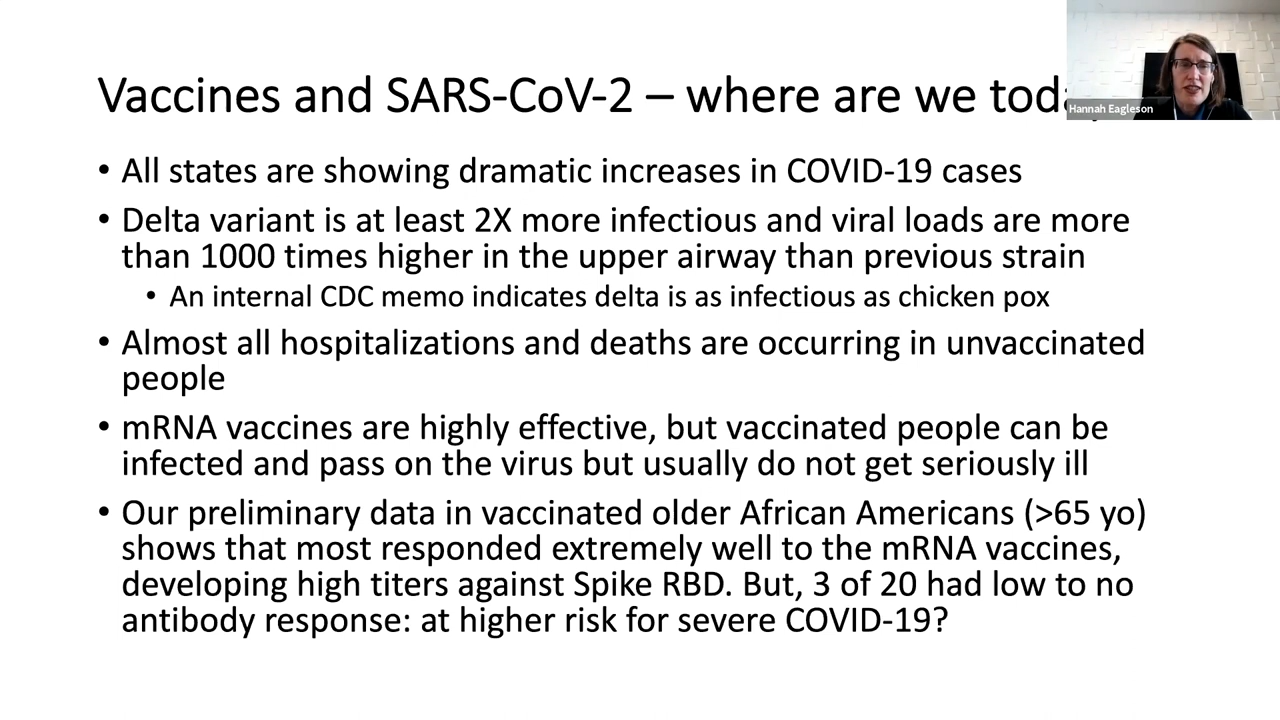 Vaccines and SARS-CoV-2 – where are we
Hannah Eagleson
• All states are showing dramatic increases in COVID-19 cases
• Delta variant is at least 2X more infectious and viral loads are more
than 1000 times higher in the upper airway than previous strain
• An internal CDC memo indicates delta is as infectious as chicken pox
• Almost all hospitalizations and deaths are occurring in unvaccinated
people
• mRNA vaccines are highly effective, but vaccinated people can be
infected and pass on the virus but usually do not get seriously ill
• Our preliminary data in vaccinated older African Americans (>65 yo)
shows that most responded extremely well to the mRNA vaccines,
developing high titers against Spike RBD. But, 3 of 20 had low to no
antibody response: at higher risk for severe COVID-19?